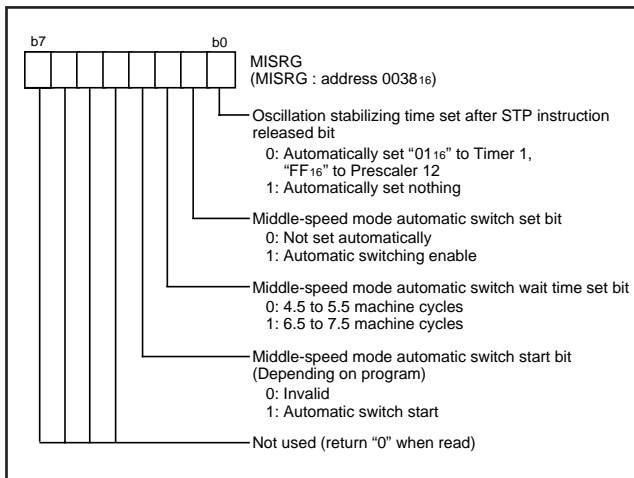 b7 b0
MISRG
(MISRG : address 003816)
Oscillation stabilizing time set after STP instruction
released bit
0: Automatically set “0116” to Timer 1,
“FF16” to Prescaler 12
1: Automatically set nothing
Middle-speed mode automatic switch set bit
0: Not set automatically
1: Automatic switching enable
Middle-speed mode automatic switch wait time set bit
0: 4.5 to 5.5 machine cycles
1: 6.5 to 7.5 machine cycles
Middle-speed mode automatic switch start bit
(Depending on program)
0: Invalid
1: Automatic switch start
Not used (return “0” when read)